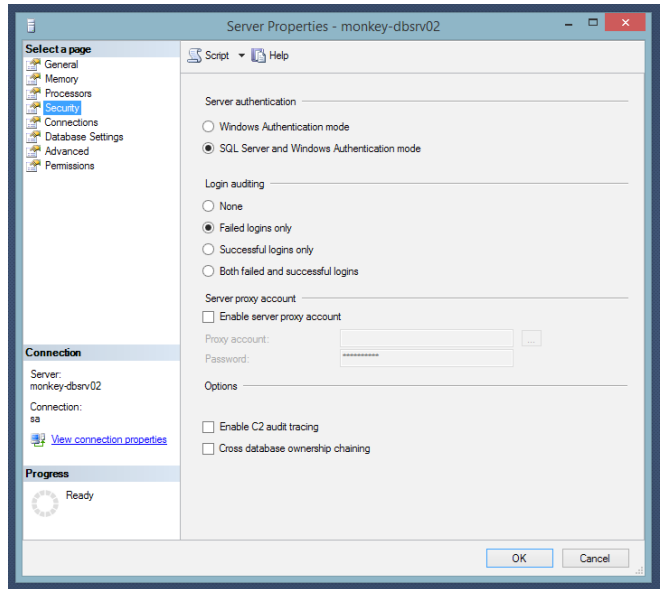 Server Properties - monkey-dbsrv02
Select a page
General
Memory
Processors
Security
Connections
Database Settings
Advanced
Permissions
Script
Help
Server authentication
Windows Authentication mode
SQL Server and Windows Authentication mode
Login auditing
None
Failed logins only
Successful logins only
Both failed and successful logins
Server proxy account
Enable server proxy account
Proxy account:
...
Password:
**********
Options
Enable C2 audit tracing
Cross database ownership chaining
Connection
Server:
monkey-dbsrv02
Connection:
sa
View connection properties
Progress
Ready
OK
Cancel